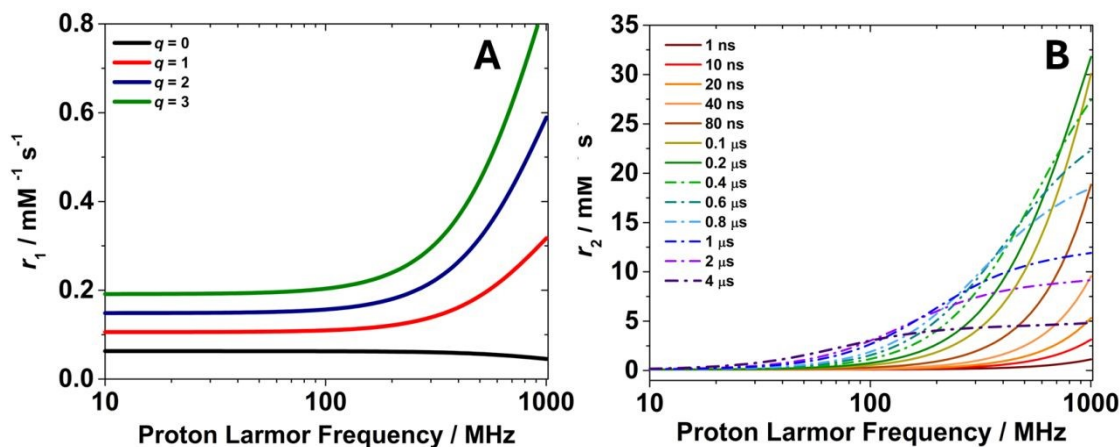 A
r₁ / mM⁻¹ s⁻¹
0.8
0.6
0.4
0.2
0.0
q = 0
q = 1
q = 2
q = 3
10
100
1000
Proton Larmor Frequency / MHz
B
r₂ / mM s
35
30
25
20
15
10
5
0
1 ns
10 ns
20 ns
40 ns
80 ns
0.1 μs
0.2 μs
0.4 μs
0.6 μs
0.8 μs
1 μs
2 μs
4 μs
10
100
1000
Proton Larmor Frequency / MHz